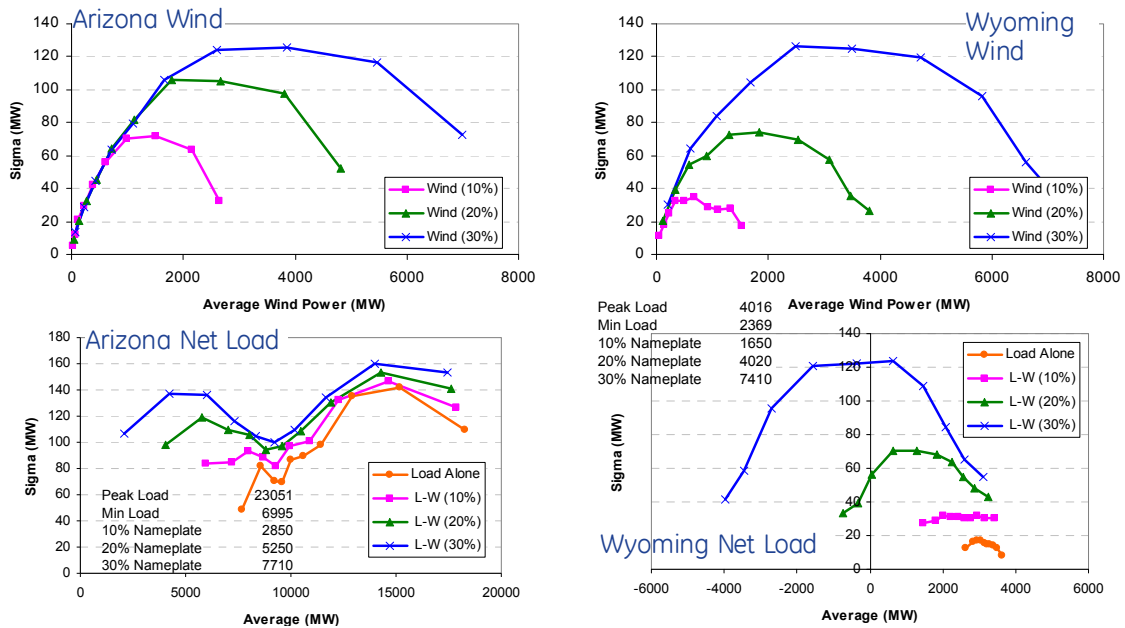 Arizona Wind
140
120
100
80
60
40
20
0
Sigma (MW)
0 2000 4000 6000 8000
Average Wind Power (MW)
Wind (10%)
Wind (20%)
Wind (30%)
Wyoming
Wind
140
120
100
80
60
40
20
0
Sigma (MW)
0 2000 4000 6000 8000
Average Wind Power (MW)
Wind (10%)
Wind (20%)
Wind (30%)
Arizona Net Load
180
160
140
120
100
80
60
40
20
0
Sigma (MW)
0 5000 10000 15000 20000
Average (MW)
Peak Load 23051
Min Load 6995
10% Nameplate 2850
20% Nameplate 5250
30% Nameplate 7710
Load Alone
L-W (10%)
L-W (20%)
L-W (30%)
Peak Load 4016
Min Load 2369
10% Nameplate 1650
20% Nameplate 4020
30% Nameplate 7410
140
120
100
80
60
40
20
0
Sigma (MW)
-6000 -4000 -2000 0 2000 4000 6000
Average (MW)
Load Alone
L-W (10%)
L-W (20%)
L-W (30%)
Wyoming Net Load